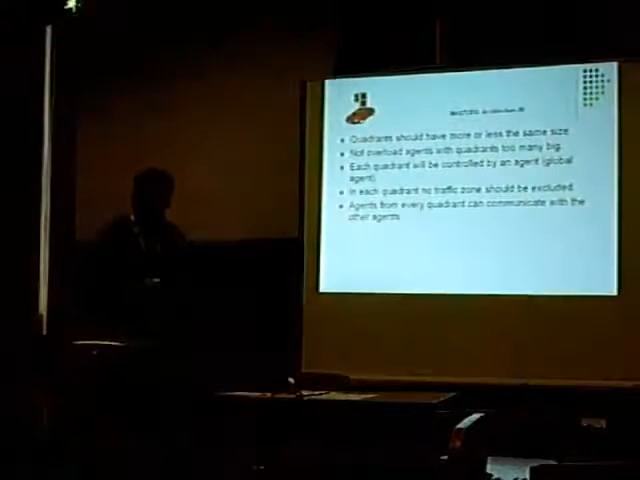 Quadrants should have more or less the same size
Not overload agents with quadrants too many big.
Each quadrant will be controlled by an agent (global
agent)
In each quadrant no traffic zone should be excluded.
Agents from every quadrant can communicate with the
other agents